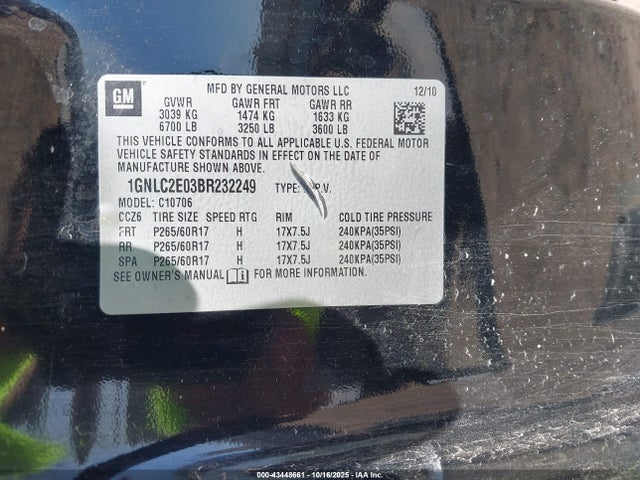 GM
MFD BY GENERAL MOTORS LLC 12/10
GVWR GAWR FRT GAWR RR
3039 KG 1474 KG 1633 KG
6700 LB 3250 LB 3600 LB
THIS VEHICLE CONFORMS TO ALL APPLICABLE U.S. FEDERAL MOTOR
VEHICLE SAFETY STANDARDS IN EFFECT ON THE DATE OF
MANUFACTURE SHOWN ABOVE.
1GNLC2E03BR232249 TYPE: .P.V.
MODEL: C10706
CCZ6 TIRE SIZE SPEED RTG RIM COLD TIRE PRESSURE
FRT P265/60R17 H 17X7.5J 240KPA(35PSI)
RR P265/60R17 H 17X7.5J 240KPA(35PSI)
SPA P265/60R17 H 17X7.5J 240KPA(35PSI)
SEE OWNER'S MANUAL FOR MORE INFORMATION.
000-43448661 - 10/16/2025 - IAA Inc.